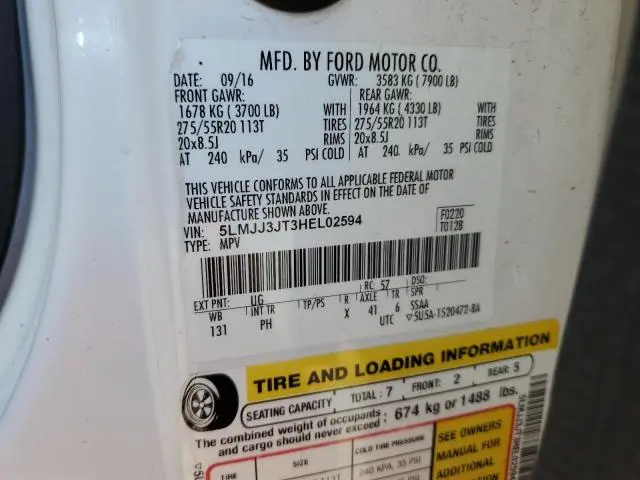 MFD. BY FORD MOTOR CO.
DATE: 09/16 GVWR: 3583 KG ( 7900 LB)
FRONT GAWR: REAR GAWR:
1678 KG ( 3700 LB) WITH 1964 KG ( 4330 LB) WITH
275/55R20 113T TIRES 275/55R20 113T TIRES
20x8.5J RIMS 20x8.5J RIMS
AT 240 kPa/ 35 PSI COLD AT 240 kPa/ 35 PSI COLD
THIS VEHICLE CONFORMS TO ALL APPLICABLE FEDERAL MOTOR
VEHICLE SAFETY STANDARDS IN EFFECT ON THE DATE OF
MANUFACTURE SHOWN ABOVE.
VIN: 5LMJJ3JT3HEL02594 F0220
TYPE: MPV T0128
RC: 57 DSO:
EXT PNT: UG
WB INT TR TP/PS R AXLE TR SPR
131 PH X 41 6 SSAA
UTC ▽5U5A-1520472-BA
TIRE AND LOADING INFORMATION
SEATING CAPACITY TOTAL: 7 FRONT: 2 REAR: 5
The combined weight of occupants and cargo should never exceed: 674 kg or 1488 lbs.
TIRE SIZE COLD TIRE PRESSURE
240 KPA, 35 PSI
SEE OWNERS
MANUAL FOR
ADDITIONAL